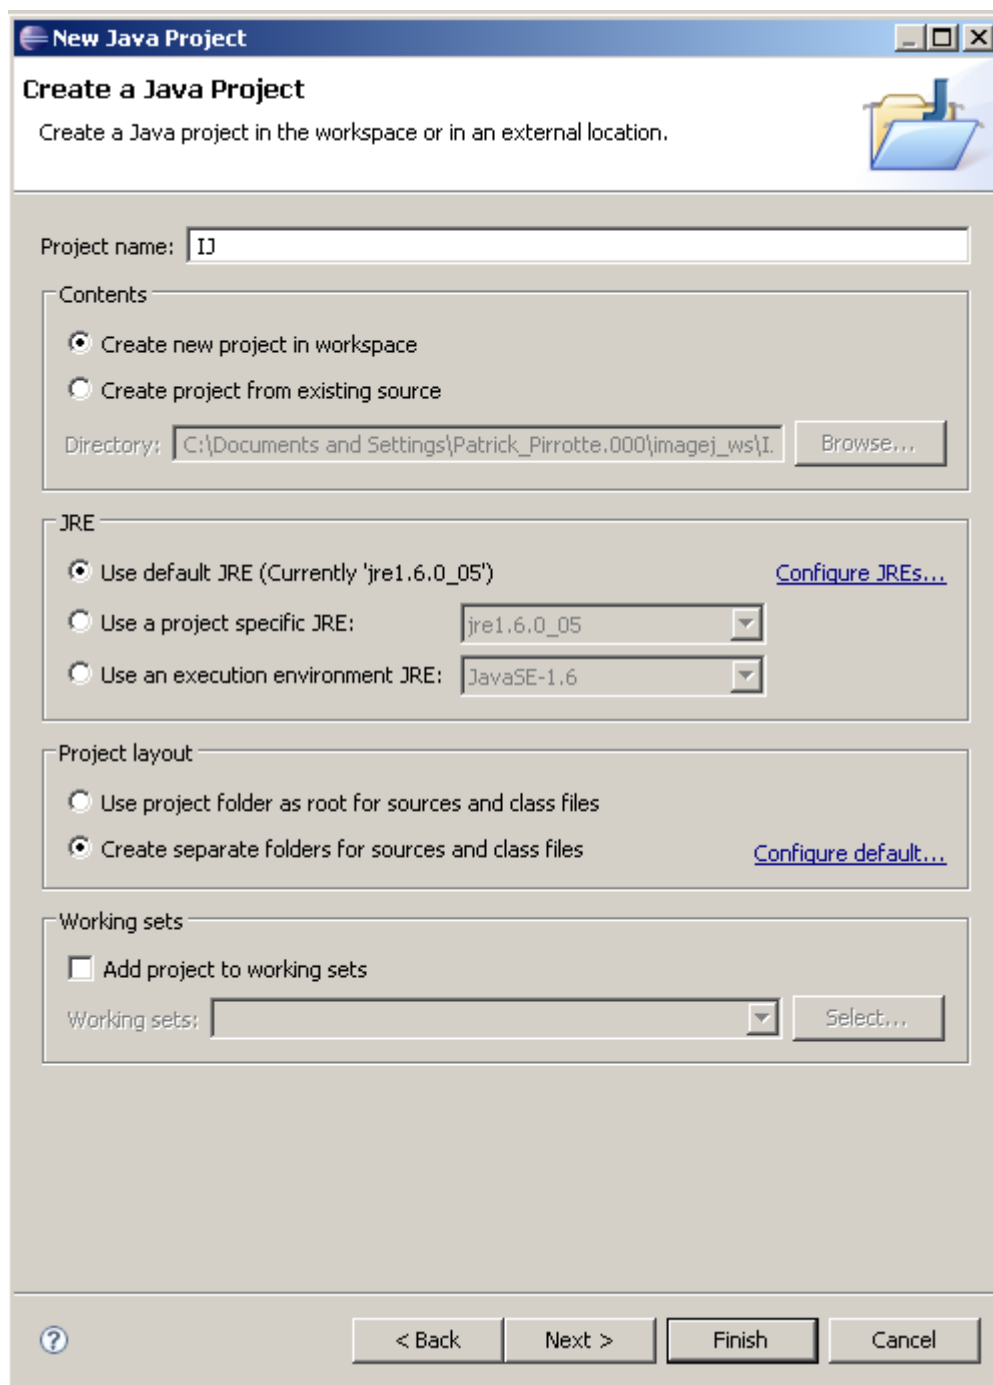 New Java Project
Create a Java Project
Create a Java project in the workspace or in an external location.
Project name: IJ
Contents
Create new project in workspace
Create project from existing source
Directory: C:\Documents and Settings\Patrick_Pirrotte.000\imagej_ws\I. Browse...
JRE
Use default JRE (Currently 'jre1.6.0_05') Configure JREs...
Use a project specific JRE: jre1.6.0_05
Use an execution environment JRE: JavaSE-1.6
Project layout
Use project folder as root for sources and class files
Create separate folders for sources and class files Configure default...
Working sets
Add project to working sets
Working sets: Select...
? < Back Next > Finish Cancel